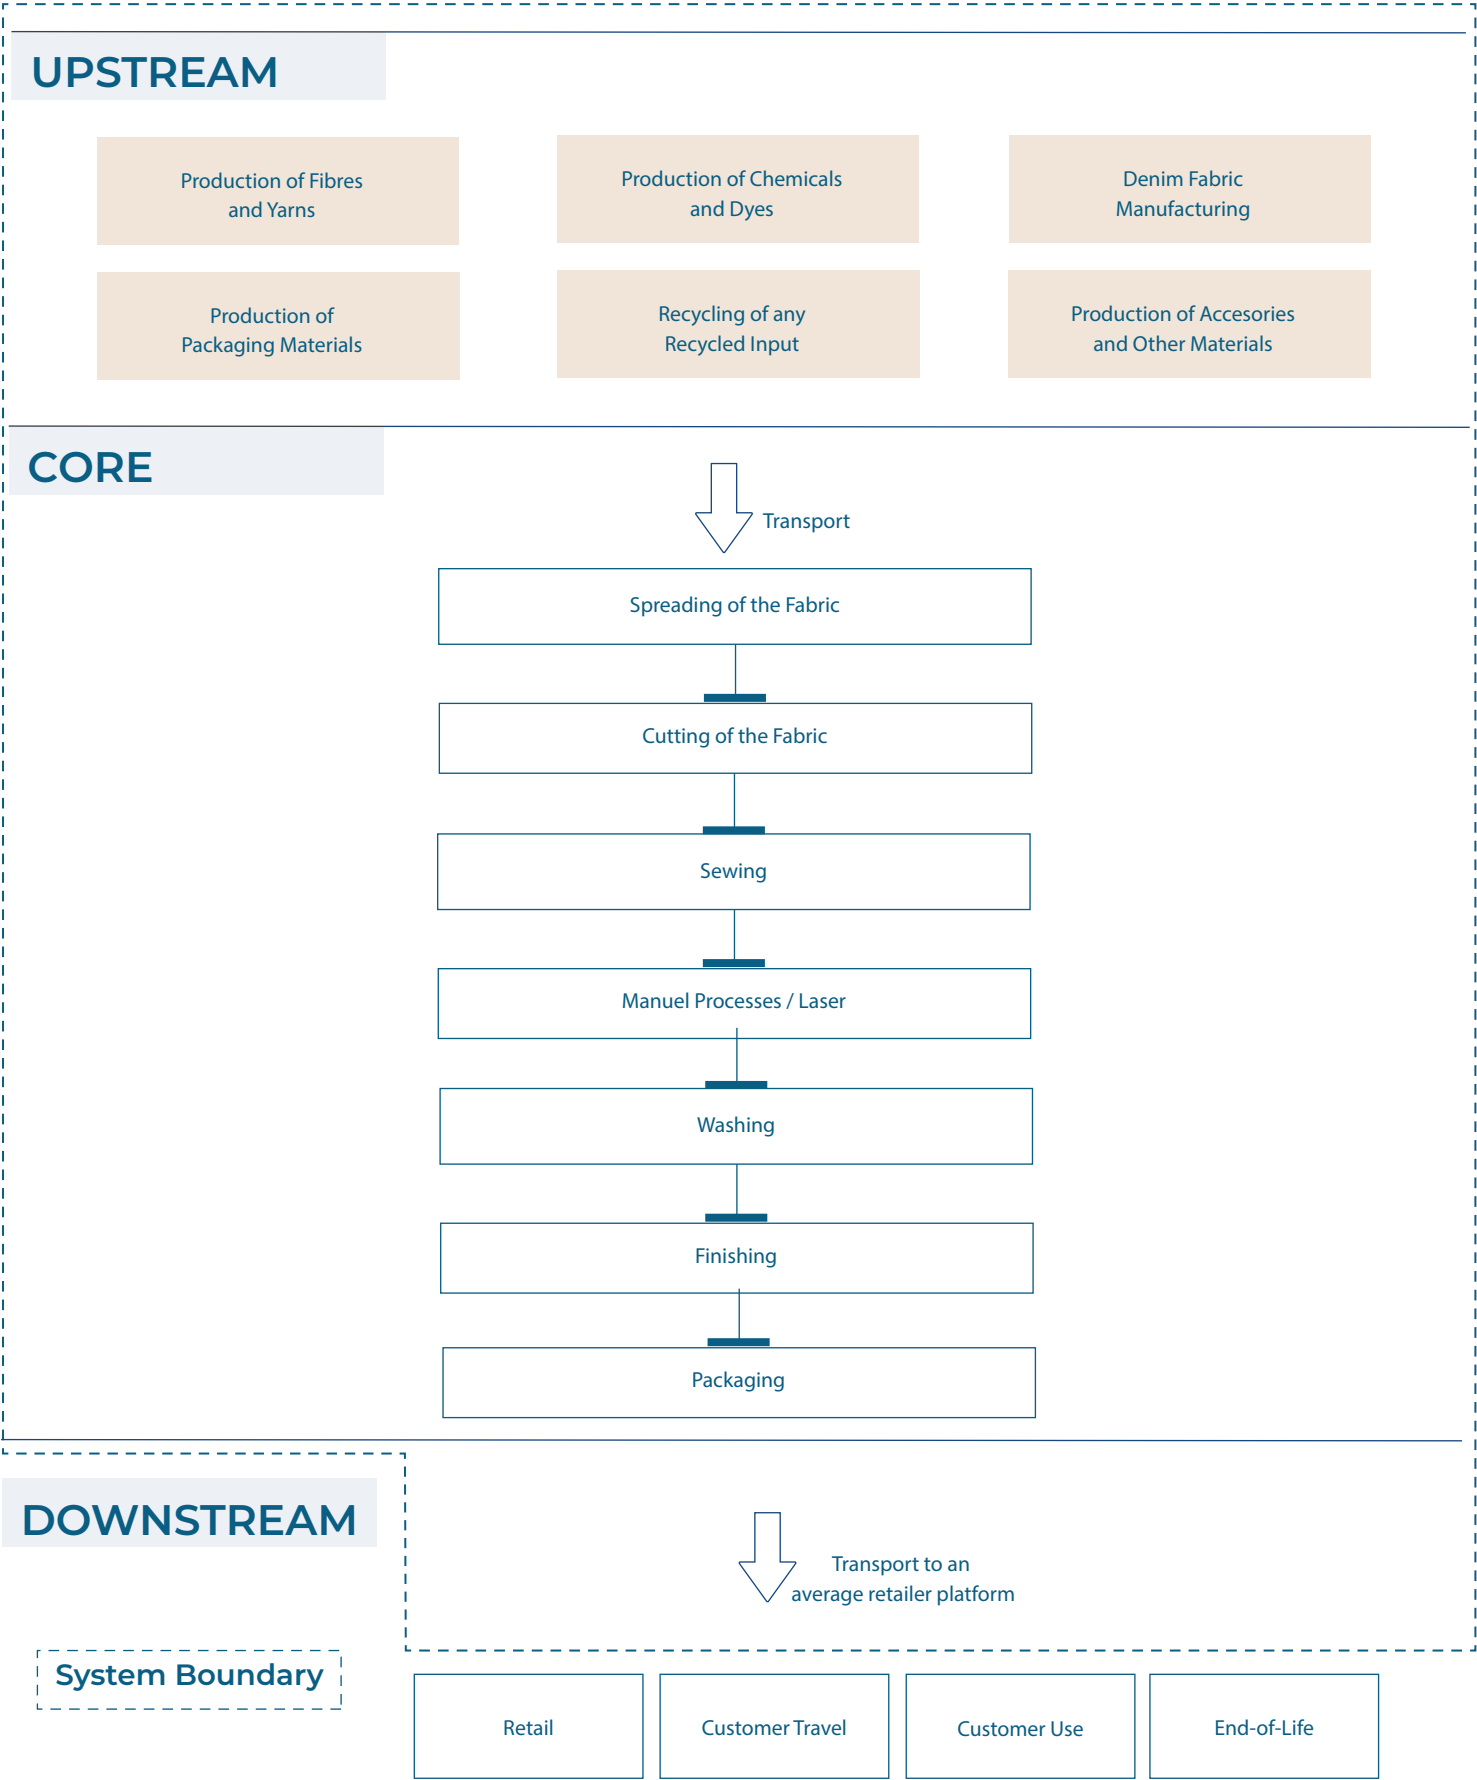 UPSTREAM
Production of Fibres
and Yarns
Production of Chemicals
and Dyes
Denim Fabric
Manufacturing
Production of
Packaging Materials
Recycling of any
Recycled Input
Production of Accesories
and Other Materials
CORE
Transport
Spreading of the Fabric
Cutting of the Fabric
Sewing
Manuel Processes / Laser
Washing
Finishing
Packaging
DOWNSTREAM
Transport to an
average retailer platform
System Boundary
Retail
Customer Travel
Customer Use
End-of-Life